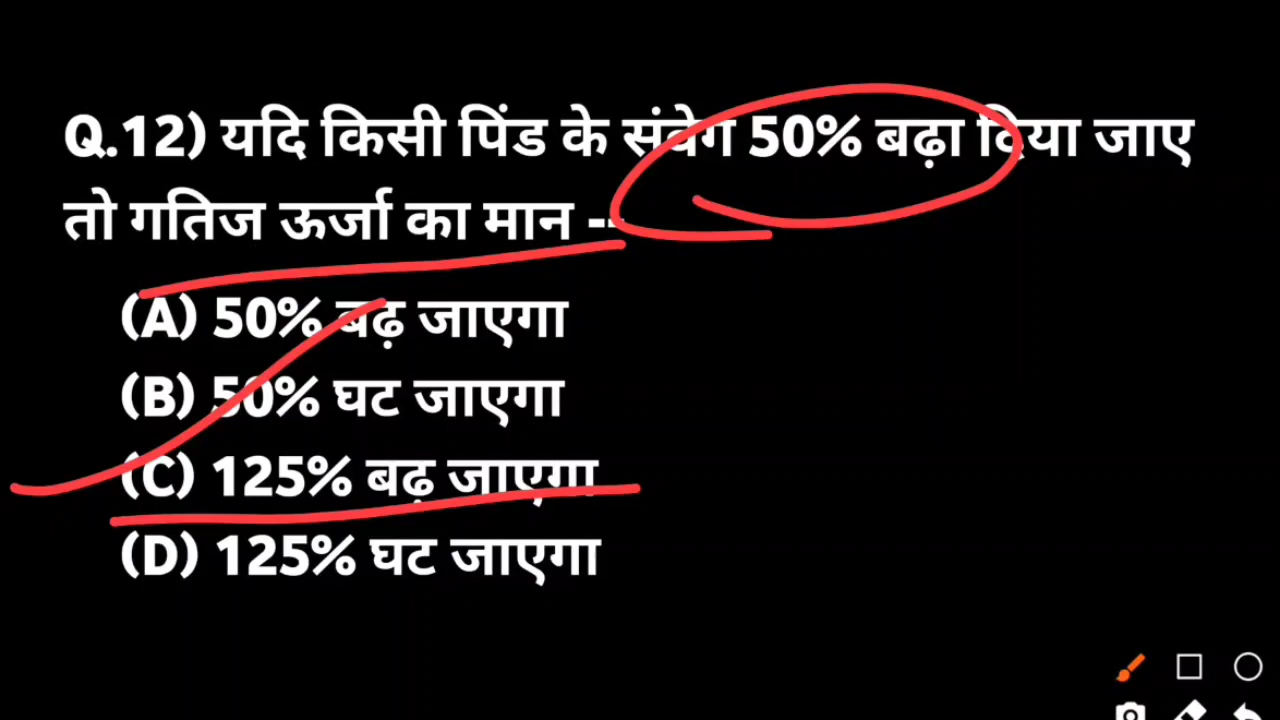 Q.12) यदि किसी पिंड के संवेग 50% बढ़ा दिया जाए
तो गतिज ऊर्जा का मान --
(A) 50% बढ़ जाएगा
(B) 50% घट जाएगा
(C) 125% बढ़ जाएगा
(D) 125% घट जाएगा